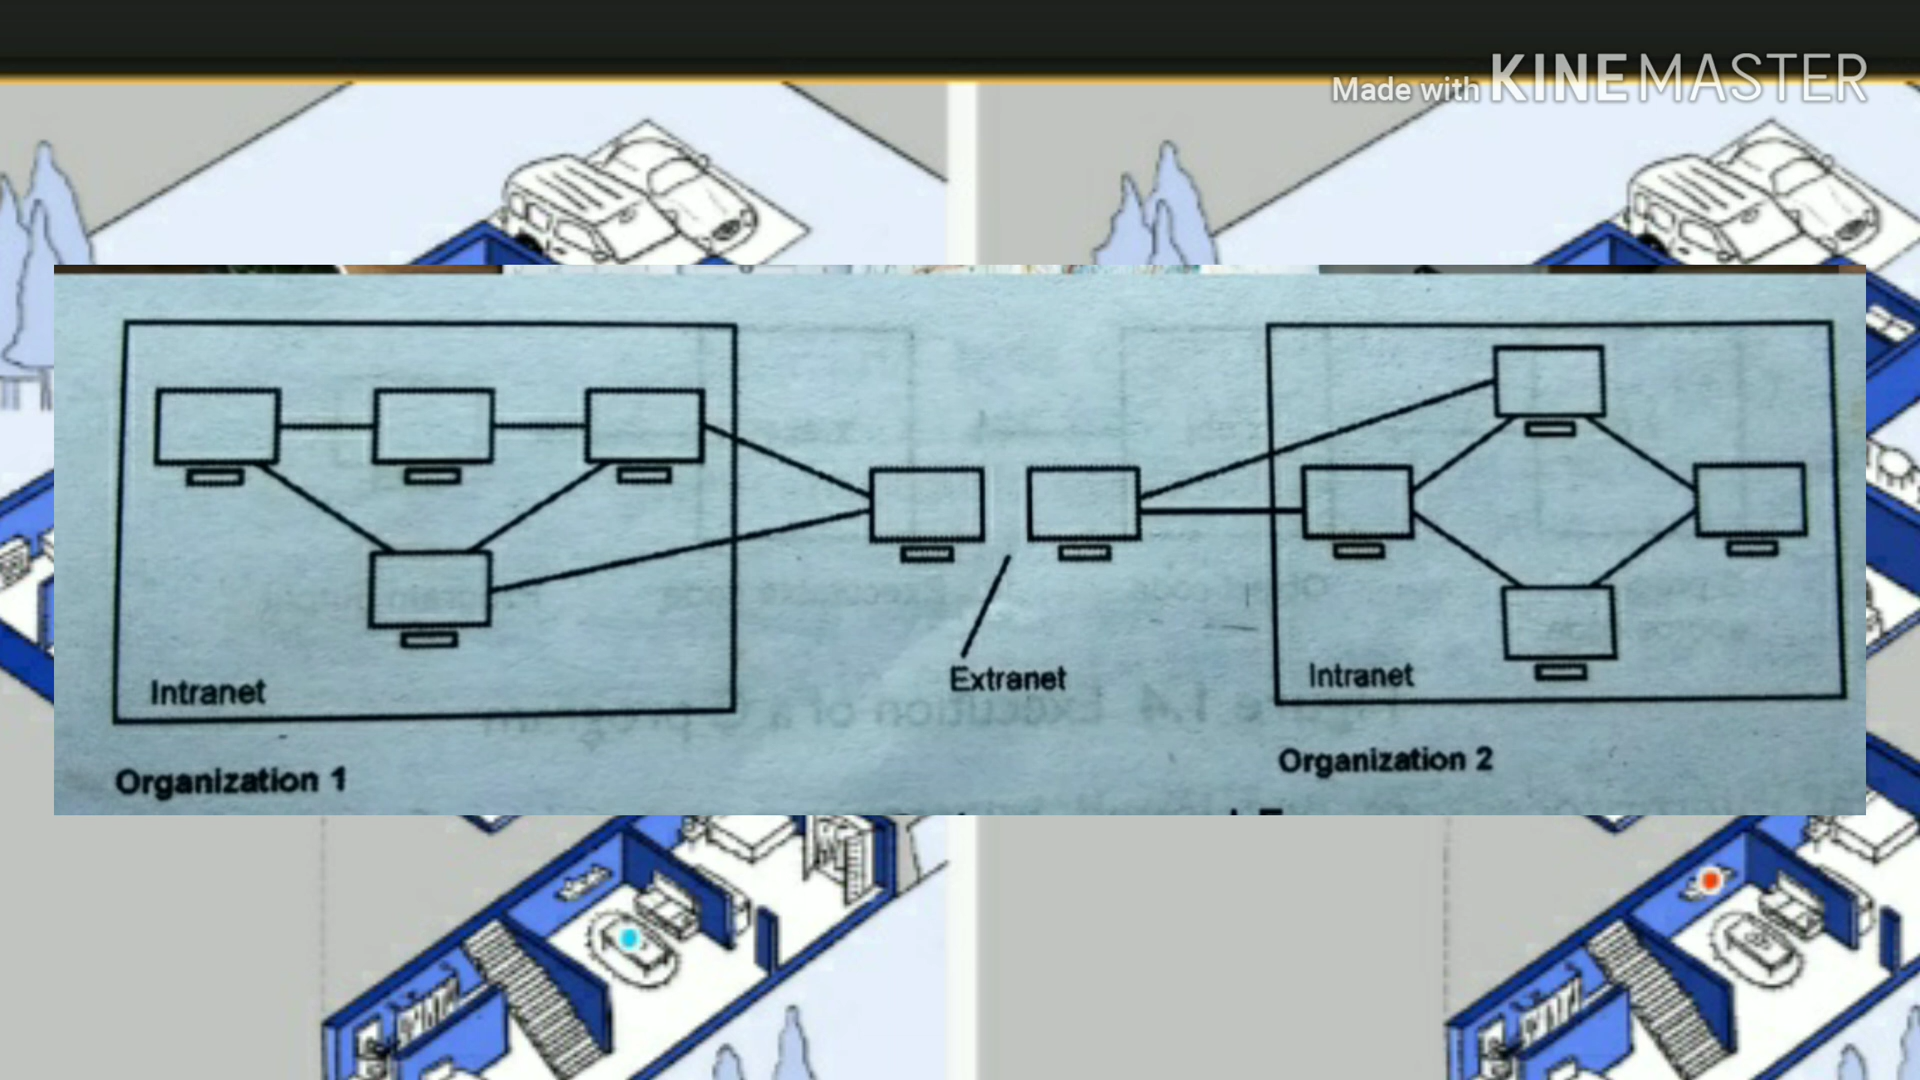 Made with KINEMASTER
Intranet
Extranet
Intranet
Organization 1
Organization 2